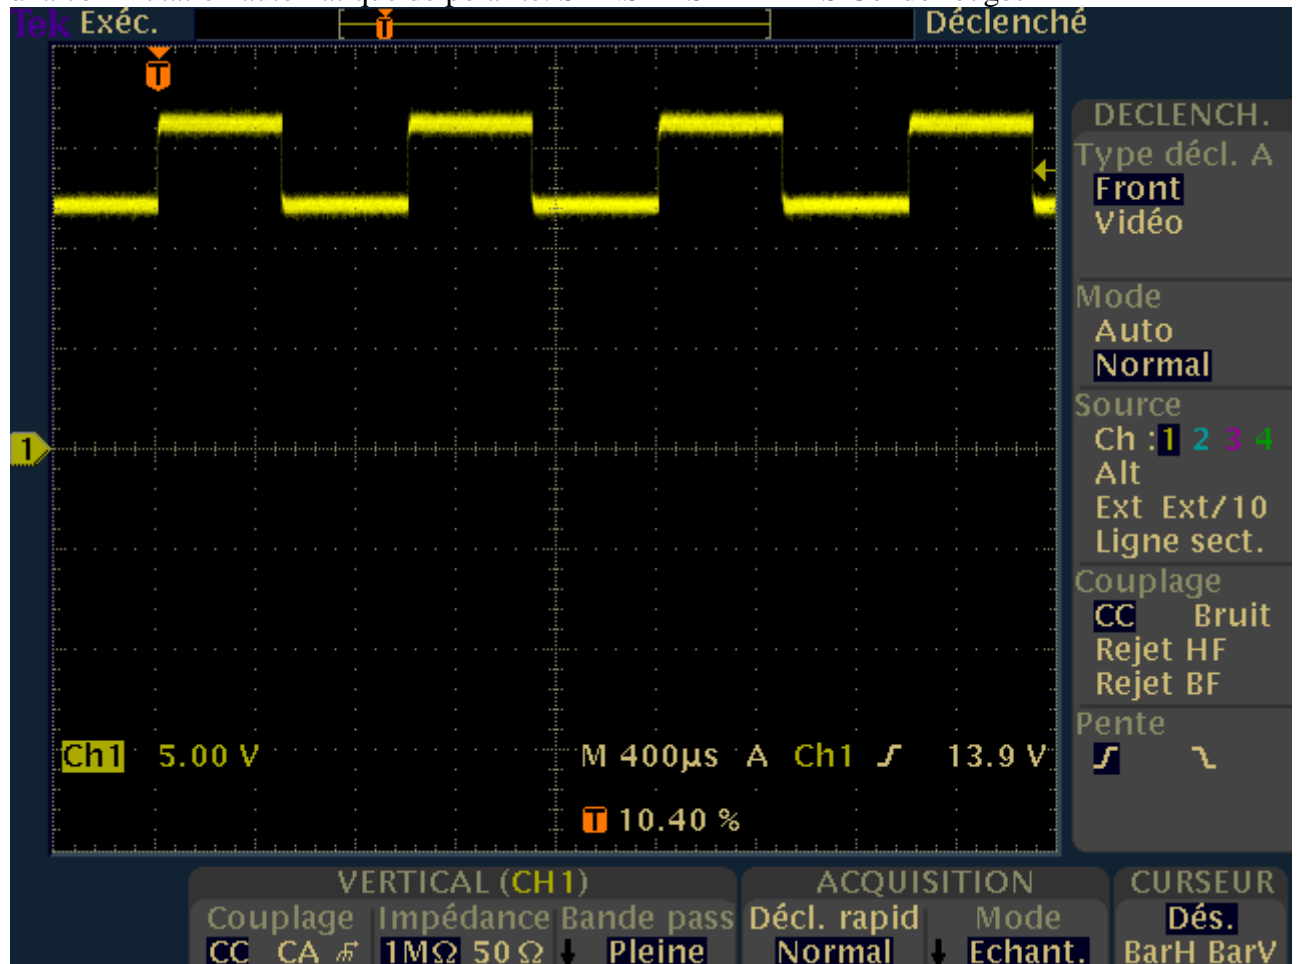 Tek Exéc.
Déclenché
T
T
DECLENCH.
Type décl. A
Front
Vidéo
Mode
Auto
Normal
Source
Ch : 1 2 3 4
Alt
Ext Ext/10
Ligne sect.
Couplage
CC Bruit
Rejet HF
Rejet BF
Pente
1
Ch1 5.00 V M 400µs A Ch1 13.9 V
T 10.40 %
VERTICAL (CH1)
Couplage Impédance Bande pass
CC CA 1MΩ 50 Ω Pleine
ACQUISITION
Décl. rapid Mode
Normal Echant.
CURSEUR
Dés.
BarH BarV